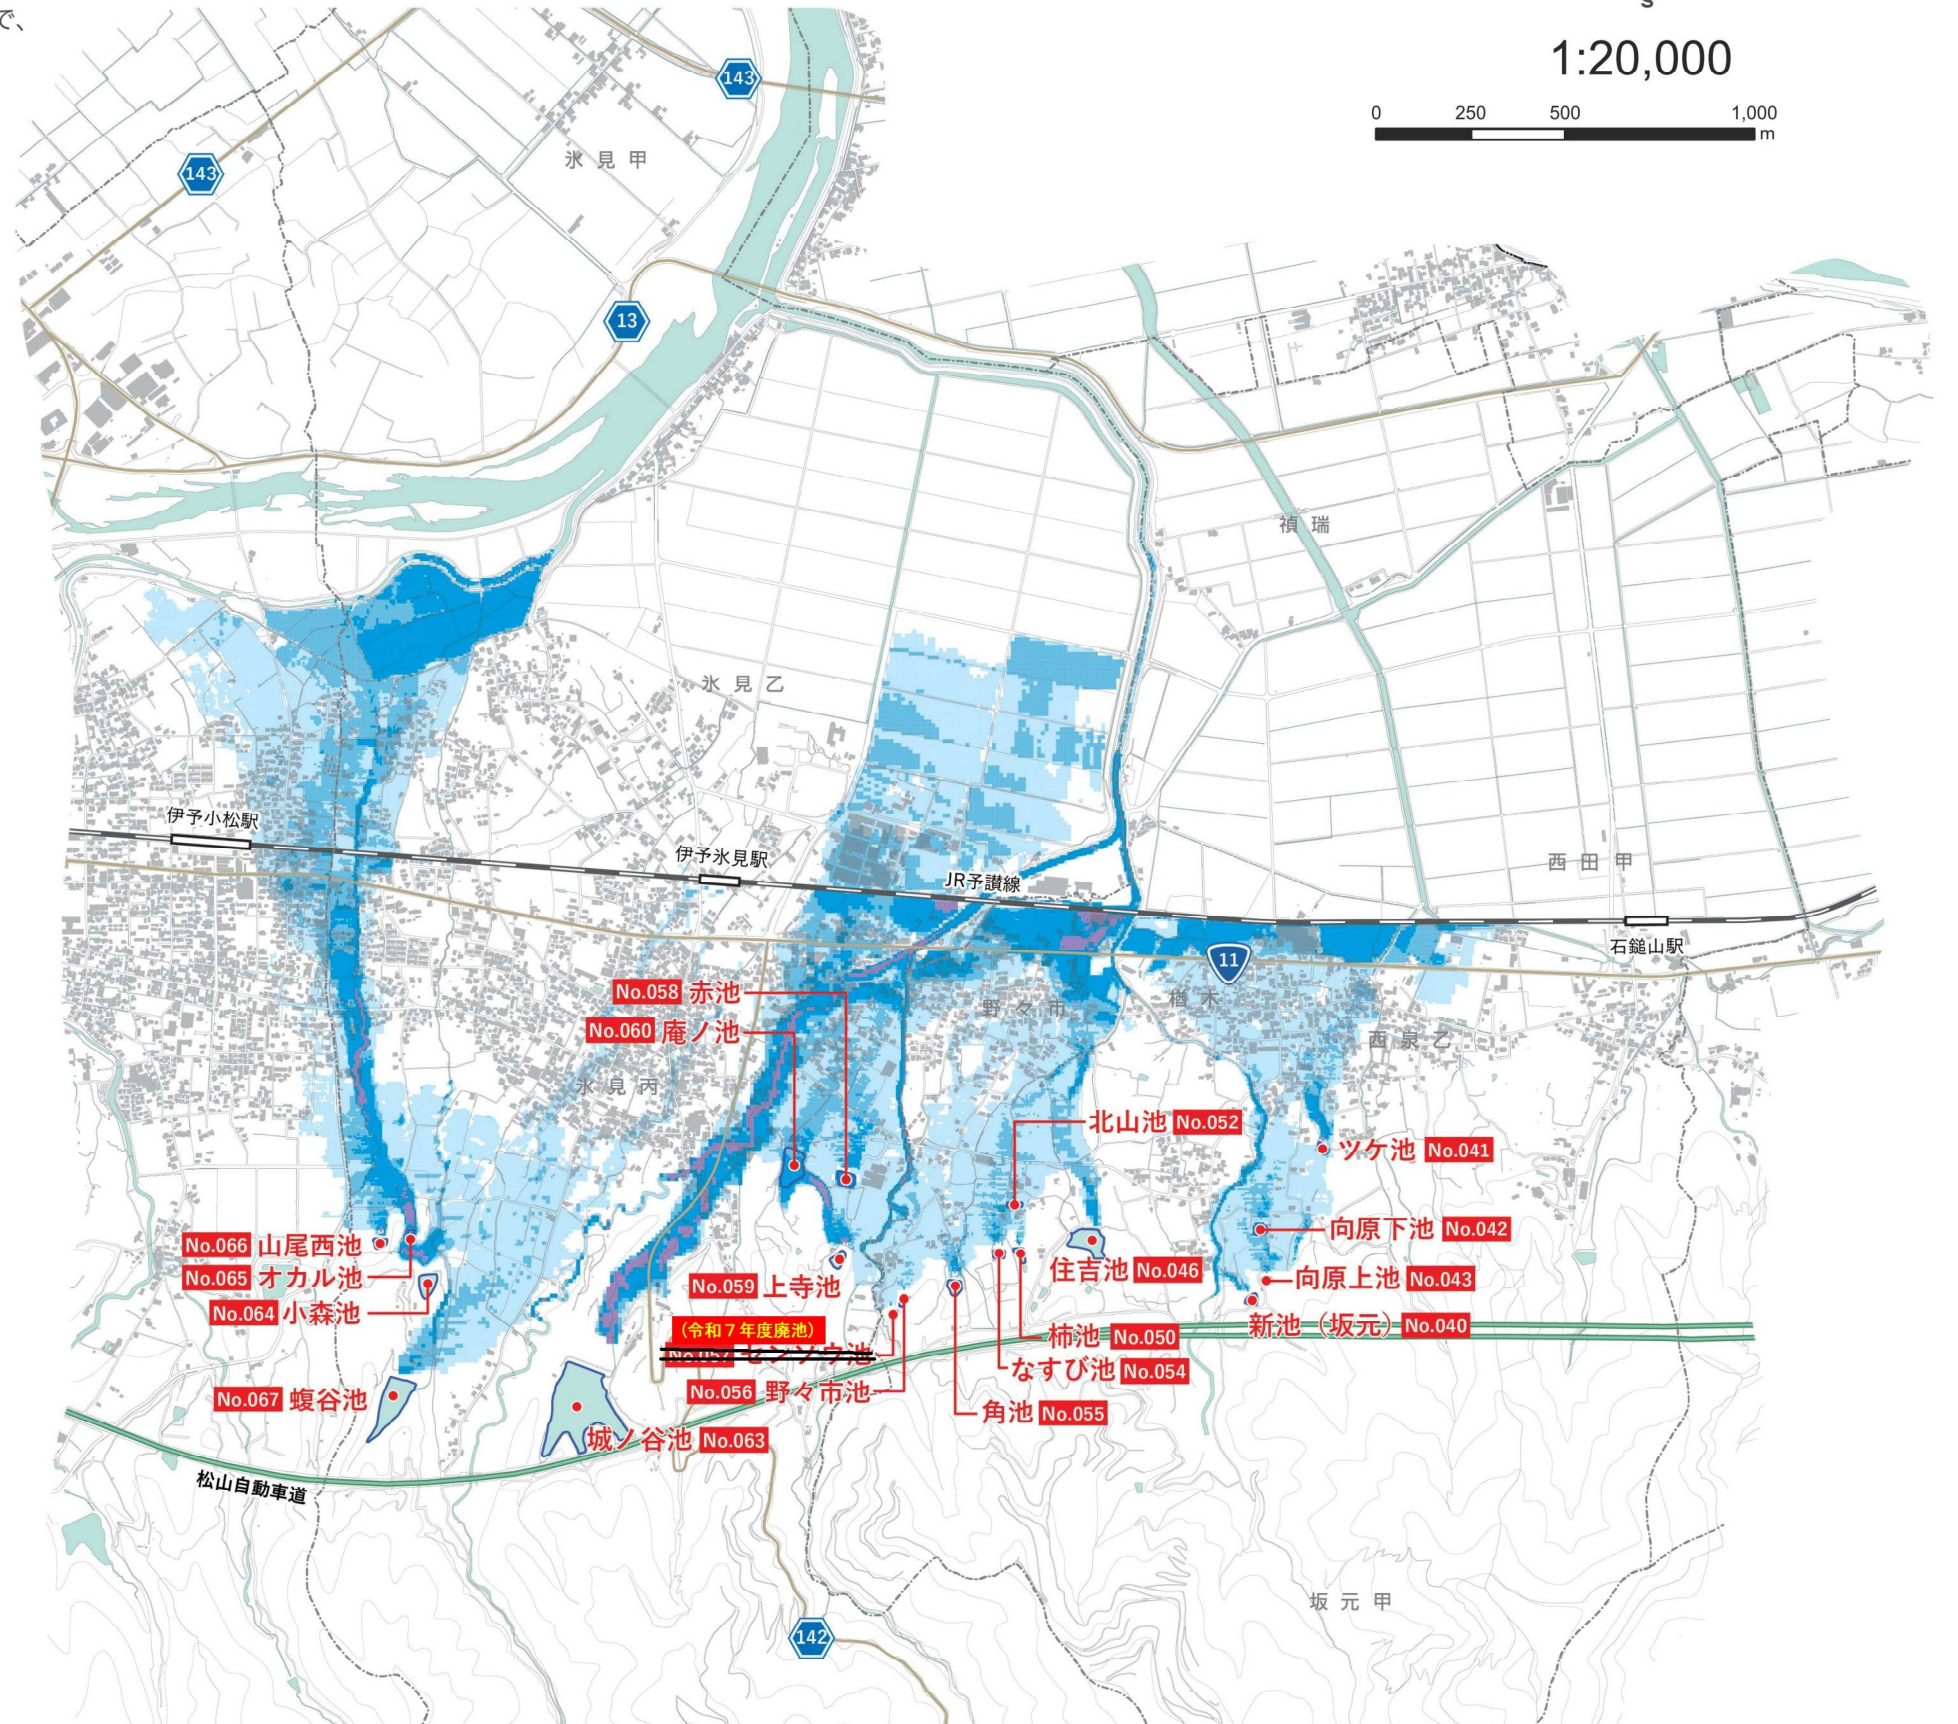 で、
S
1:20,000
0 250 500 1,000
m
143
143
氷見甲
13
禎瑞
氷見乙
伊予小松駅
伊予氷見駅
JR予讃線
西田甲
石鎚山駅
11
野々市
楢木
西泉乙
氷見丙
No.058 赤池
No.060 庵ノ池
北山池 No.052
ツケ池 No.041
向原下池 No.042
向原上池 No.043
新池（坂元） No.040
住吉池 No.046
No.066 山尾西池
No.065 オカル池
No.064 小森池
No.059 上寺池
（令和７年度廃池）
センゾウ池
柿池 No.050
なすび池 No.054
No.056 野々市池
角池 No.055
No.067 蝮谷池
城ノ谷池 No.063
松山自動車道
坂元甲
142